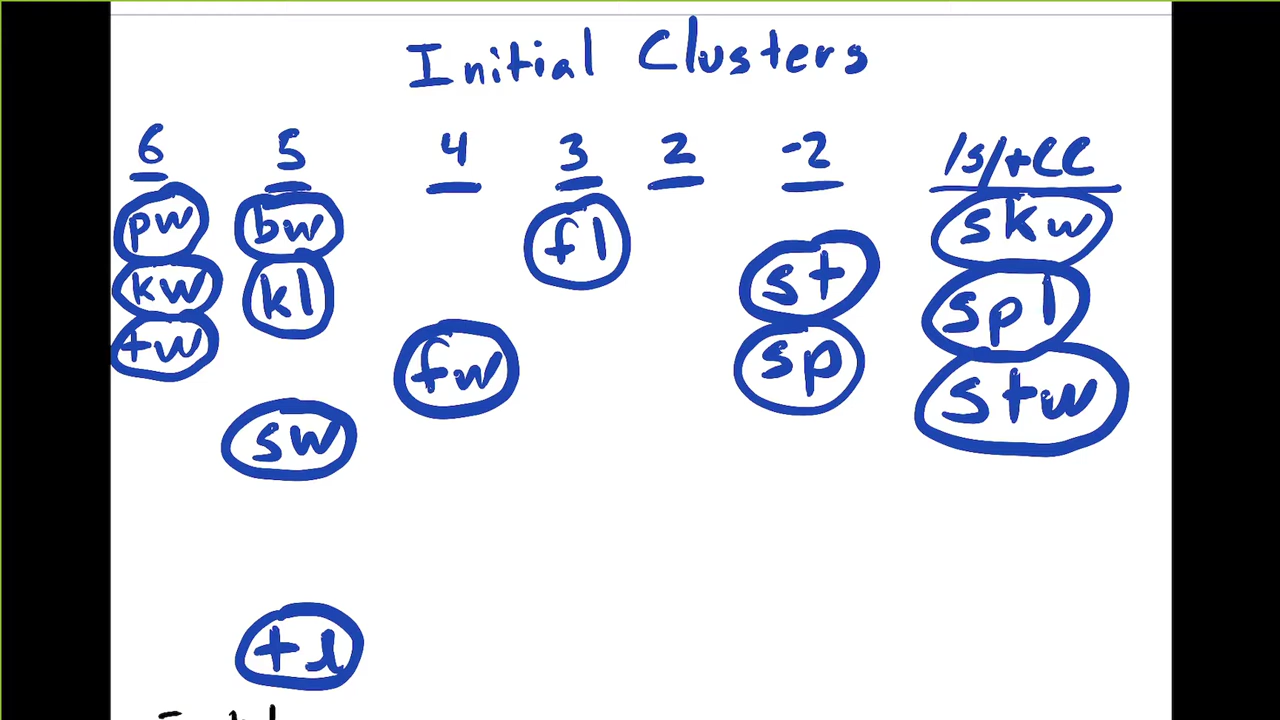 Initial Clusters
6 5 4 3 2 -2 /s/+CC
pw bw fl skw
kw kl st spl
tw fw sp stw
sw